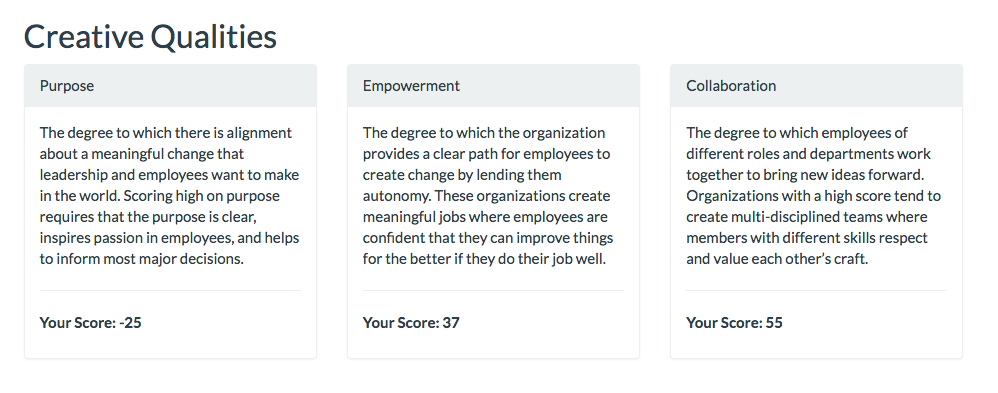 Creative Qualities
Purpose
The degree to which there is alignment
about a meaningful change that
leadership and employees want to make
in the world. Scoring high on purpose
requires that the purpose is clear,
inspires passion in employees, and helps
to inform most major decisions.
Your Score: -25
Empowerment
The degree to which the organization
provides a clear path for employees to
create change by lending them
autonomy. These organizations create
meaningful jobs where employees are
confident that they can improve things
for the better if they do their job well.
Your Score: 37
Collaboration
The degree to which employees of
different roles and departments work
together to bring new ideas forward.
Organizations with a high score tend to
create multi-disciplined teams where
members with different skills respect
and value each other’s craft.
Your Score: 55